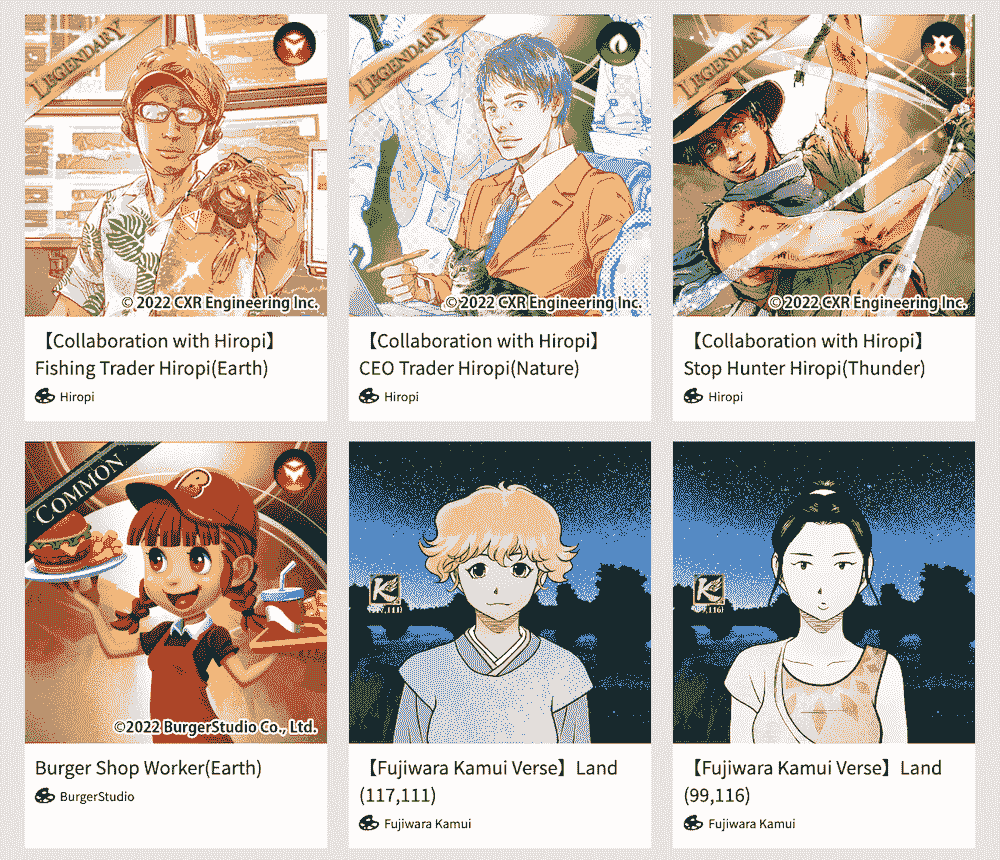 LEGENDARY
LEGENDARY
LEGENDARY
© 2022 CXR Engineering Inc.
© 2022 CXR Engineering Inc.
© 2022 CXR Engineering Inc.
【Collaboration with Hiropi】
Fishing Trader Hiropi(Earth)
Hiropi
【Collaboration with Hiropi】
CEO Trader Hiropi(Nature)
Hiropi
【Collaboration with Hiropi】
Stop Hunter Hiropi(Thunder)
Hiropi
COMMON
B
©2022 BurgerStudio Co., Ltd.
Burger Shop Worker(Earth)
BurgerStudio
K
【Fujiwara Kamui Verse】Land
(117,111)
Fujiwara Kamui
K
【Fujiwara Kamui Verse】Land
(99,116)
Fujiwara Kamui